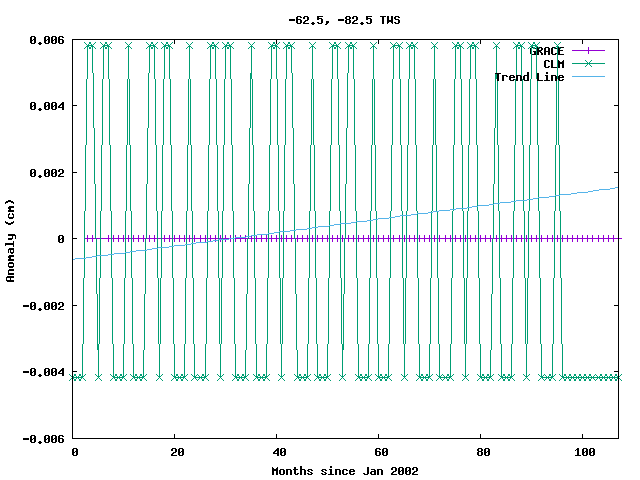 -62.5, -82.5 TWS
GRACE
CLM
Trend Line
0.006
0.004
0.002
0
-0.002
-0.004
-0.006
Anomaly (cm)
0 20 40 60 80 100
Months since Jan 2002